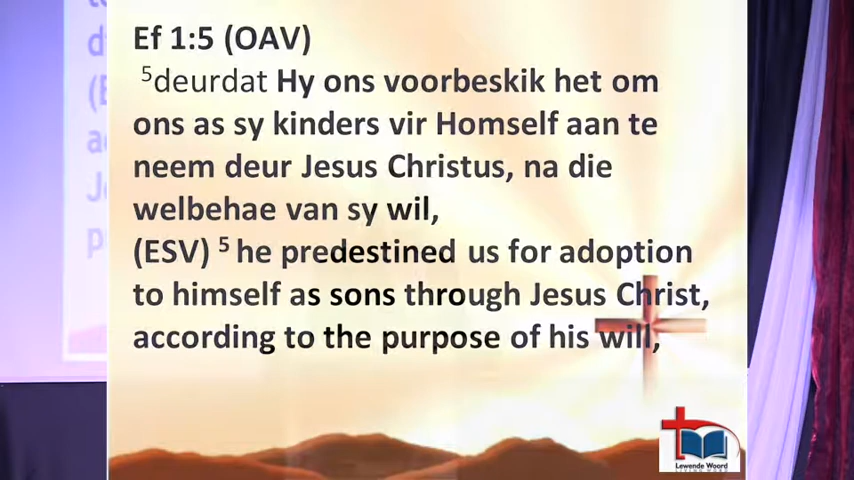 Ef 1:5 (OAV)
5deurdat Hy ons voorbeskik het om
ons as sy kinders vir Homself aan te
neem deur Jesus Christus, na die
welbehae van sy wil,
(ESV) 5 he predestined us for adoption
to himself as sons through Jesus Christ,
according to the purpose of his will,
Lewende Woord
LIVING WORD